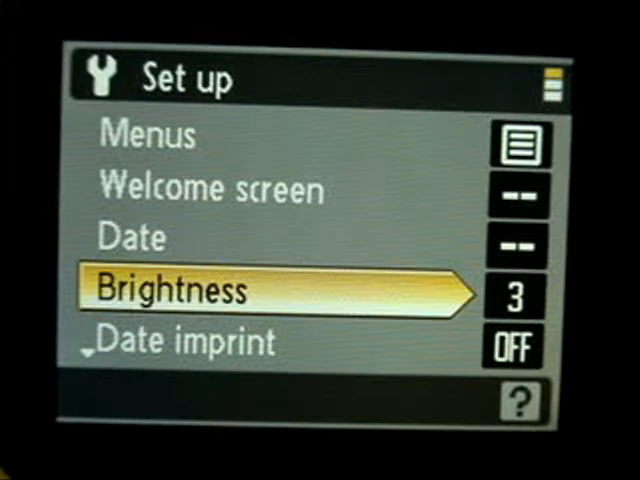 Set up
Menus
Welcome screen
--
Date
--
Brightness
3
Date imprint
OFF
?